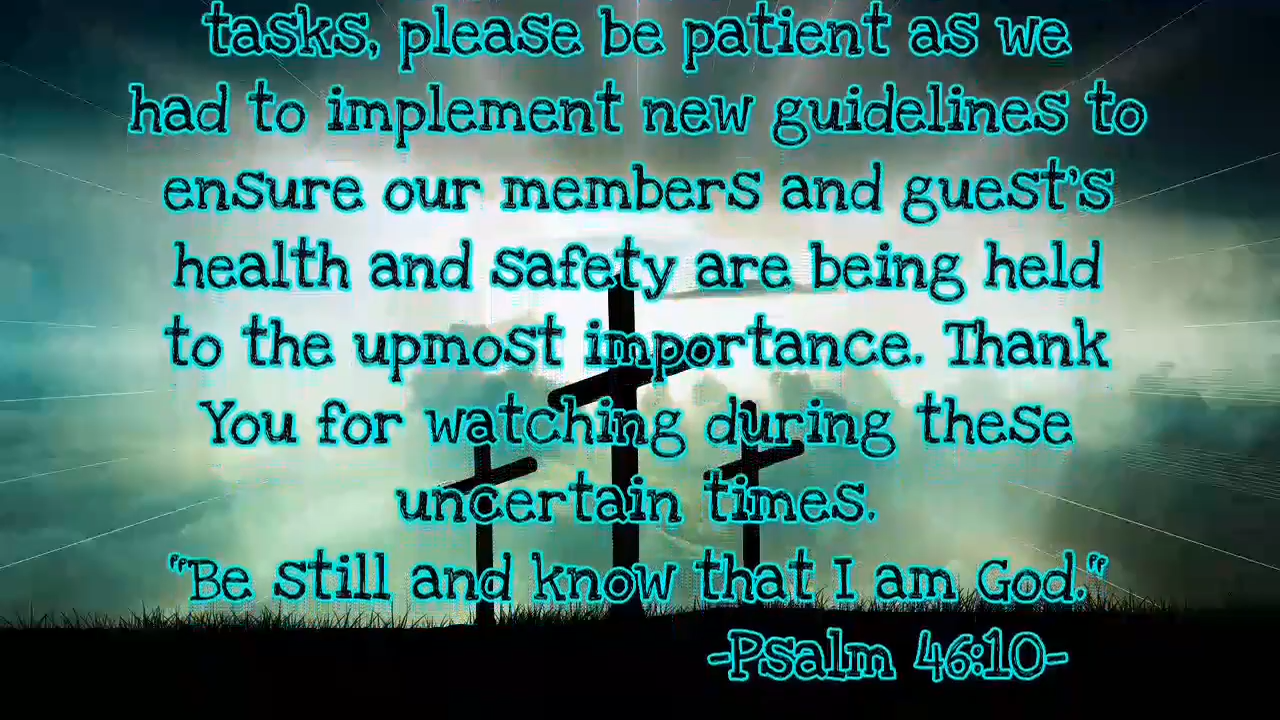 tasks, please be patient as we
had to implement new guidelines to
ensure our members and guest's
health and safety are being held
to the upmost importance. Thank
You for watching during these
uncertain times.
"Be still and know that I am God."
-Psalm 46:10-